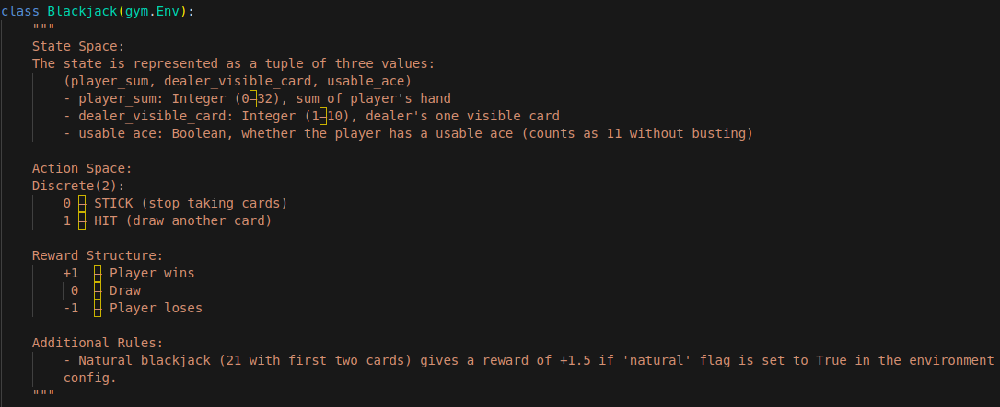 class Blackjack(gym.Env):
"""
State Space:
The state is represented as a tuple of three values:
(player_sum, dealer_visible_card, usable_ace)
- player_sum: Integer (0–32), sum of player's hand
- dealer_visible_card: Integer (1–10), dealer's one visible card
- usable_ace: Boolean, whether the player has a usable ace (counts as 11 without busting)
Action Space:
Discrete(2):
0 – STICK (stop taking cards)
1 – HIT (draw another card)
Reward Structure:
+1 – Player wins
0 – Draw
-1 – Player loses
Additional Rules:
- Natural blackjack (21 with first two cards) gives a reward of +1.5 if 'natural' flag is set to True in the environment
config.
"""